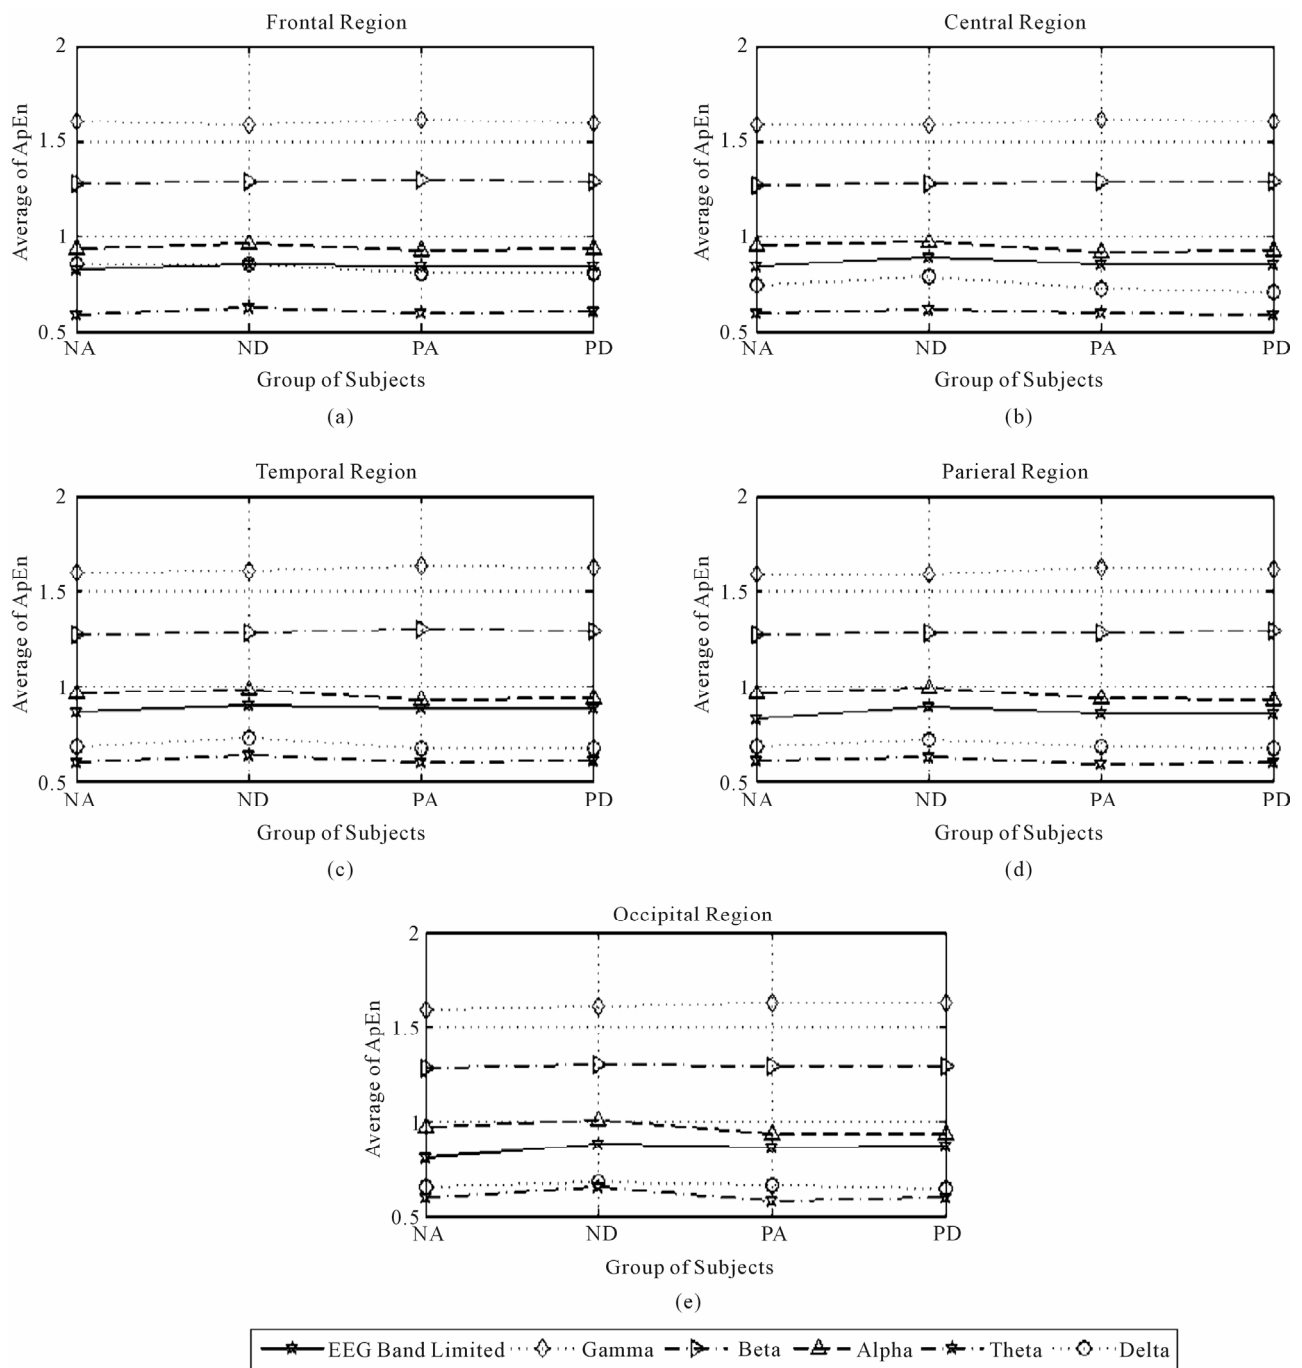 Frontal Region
2
1.5
1
0.5
Average of ApEn
NA ND PA PD
Group of Subjects
(a)
Central Region
2
1.5
1
0.5
Average of ApEn
NA ND PA PD
Group of Subjects
(b)
Temporal Region
2
1.5
1
0.5
Average of ApEn
NA ND PA PD
Group of Subjects
(c)
Parieral Region
2
1.5
1
0.5
Average of ApEn
NA ND PA PD
Group of Subjects
(d)
Occipital Region
2
1.5
1
0.5
Average of ApEn
NA ND PA PD
Group of Subjects
(e)
EEG Band Limited Gamma Beta Alpha Theta Delta